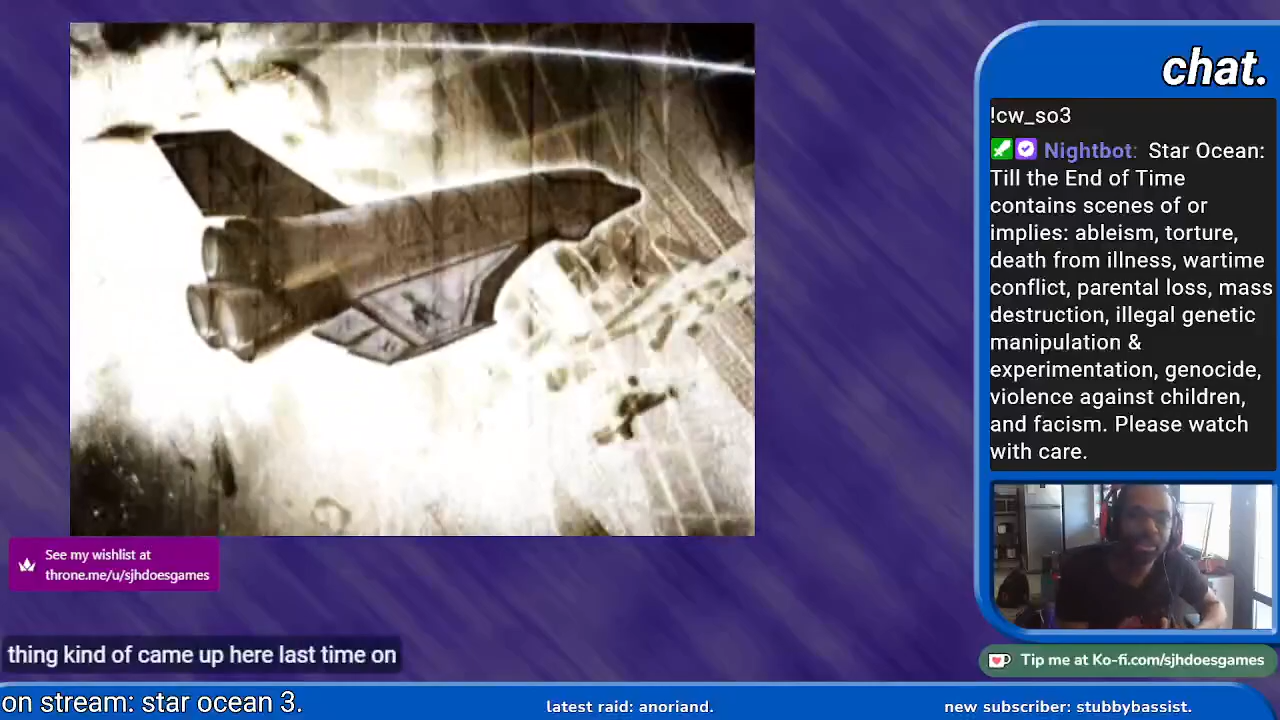 chat.
!cw_so3
Nightbot: Star Ocean:
Till the End of Time
contains scenes of or
implies: ableism, torture,
death from illness, wartime
conflict, parental loss, mass
destruction, illegal genetic
manipulation &
experimentation, genocide,
violence against children,
and facism. Please watch
with care.
See my wishlist at
throne.me/u/sjhdoesgames
thing kind of came up here last time on
Tip me at Ko-fi.com/sjhdoesgames
on stream: star ocean 3.
latest raid: anoriand.
new subscriber: stubbybassist.